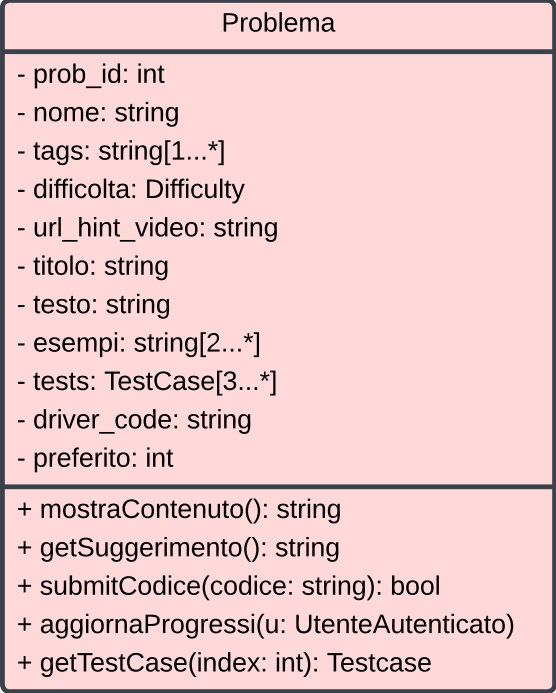 Problema
- prob_id: int
- nome: string
- tags: string[1...*]
- difficolta: Difficulty
- url_hint_video: string
- titolo: string
- testo: string
- esempi: string[2...*]
- tests: TestCase[3...*]
- driver_code: string
- preferito: int
+ mostraContenuto(): string
+ getSuggerimento(): string
+ submitCodice(codice: string): bool
+ aggiornaProgressi(u: UtenteAutenticato)
+ getTestCase(index: int): Testcase